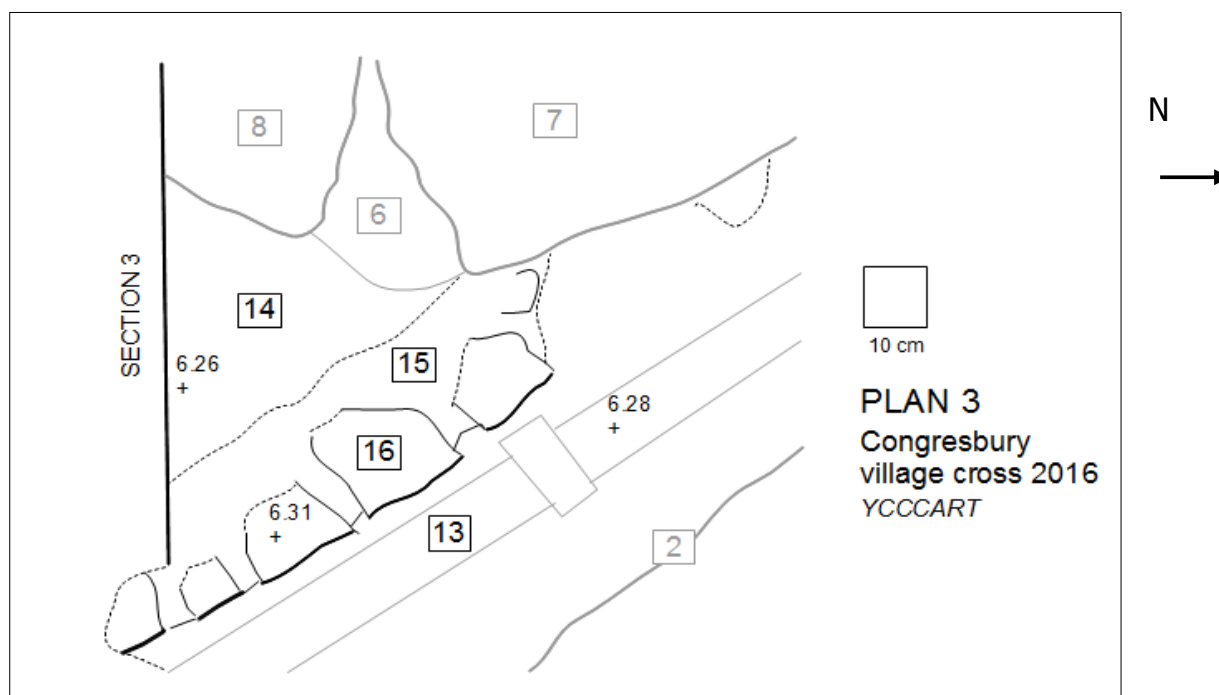 N
8
7
6
SECTION 3
14
6.26
+
15
10 cm
6.28
+
PLAN 3
Congresbury
village cross 2016
YCCCART
16
6.31
+
13
2